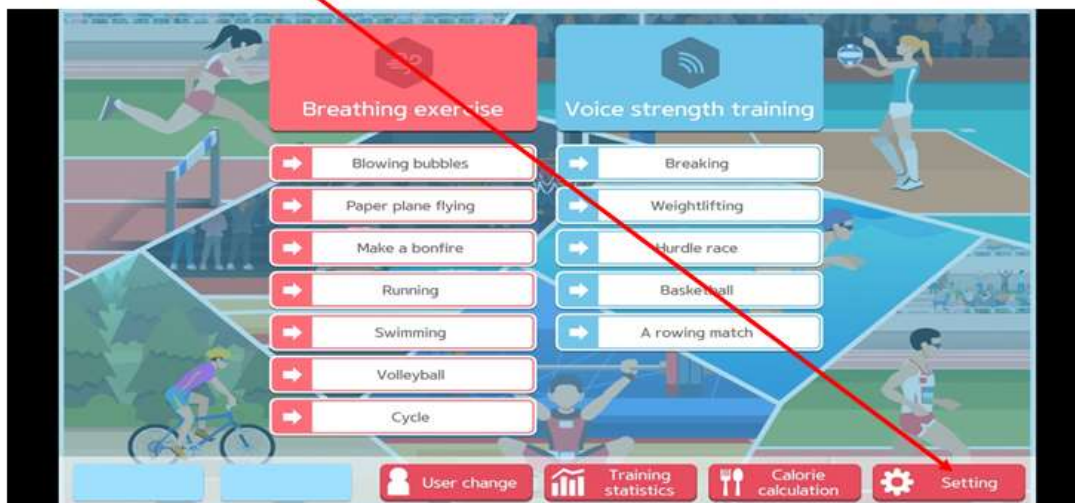 Breathing exercise
Blowing bubbles
Paper plane flying
Make a bonfire
Running
Swimming
Volleyball
Cycle
Voice strength training
Breaking
Weightlifting
Hurdle race
Basketball
A rowing match
User change
Training
statistics
Calorie
calculation
Setting